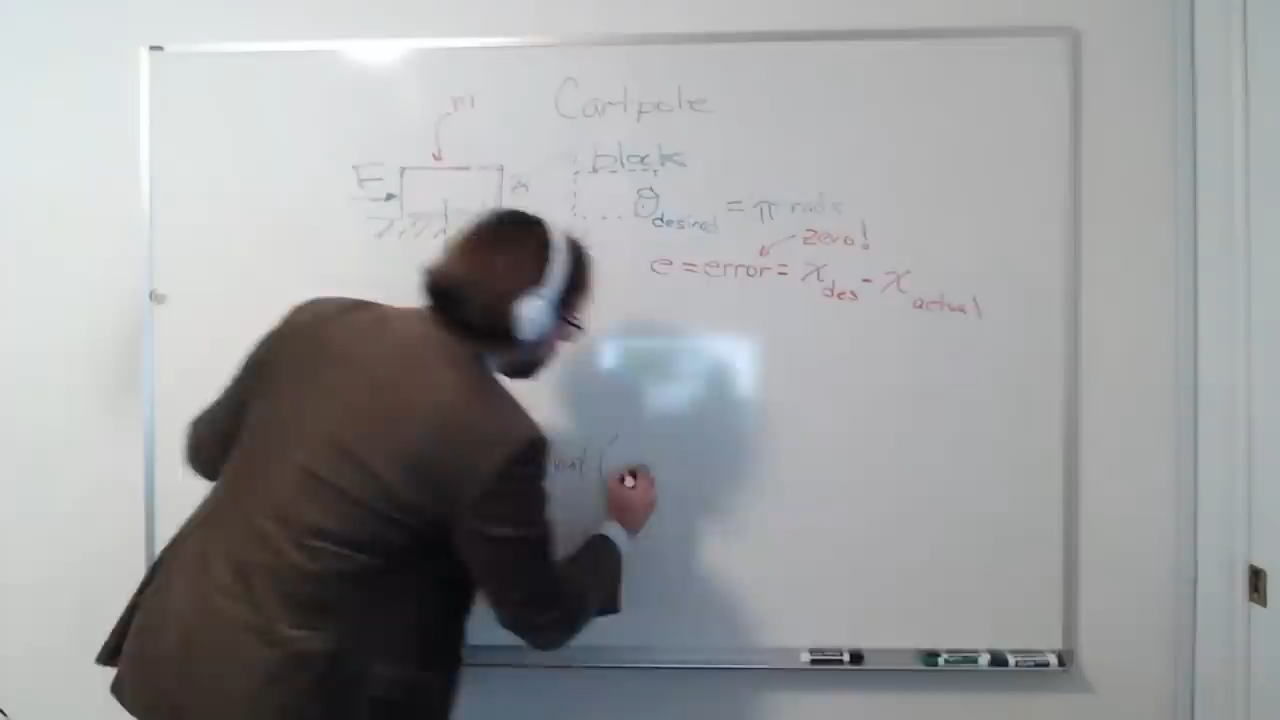 m
Cartpole
F
block
θ desired = π rads
zero!
e = error = x des - x actual